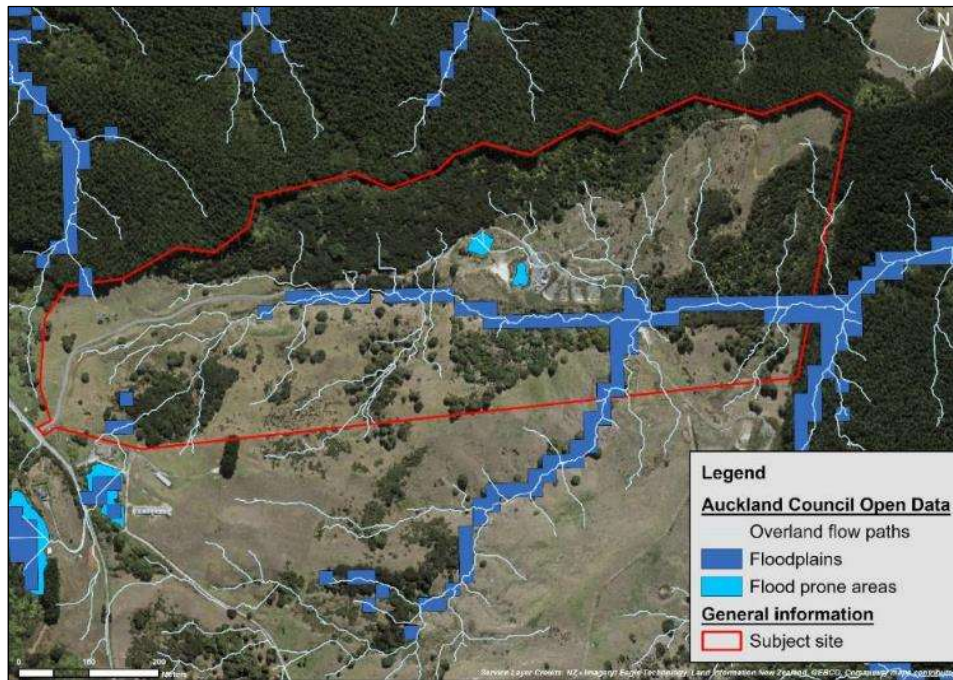 N
Legend
Auckland Council Open Data
Overland flow paths
Floodplains
Flood prone areas
General information
Subject site
0
100
200
Meters
Service Layer Credits: NZ - Imagery: Eagle Technology, Land Information New Zealand, GEBCO, Community maps contributors